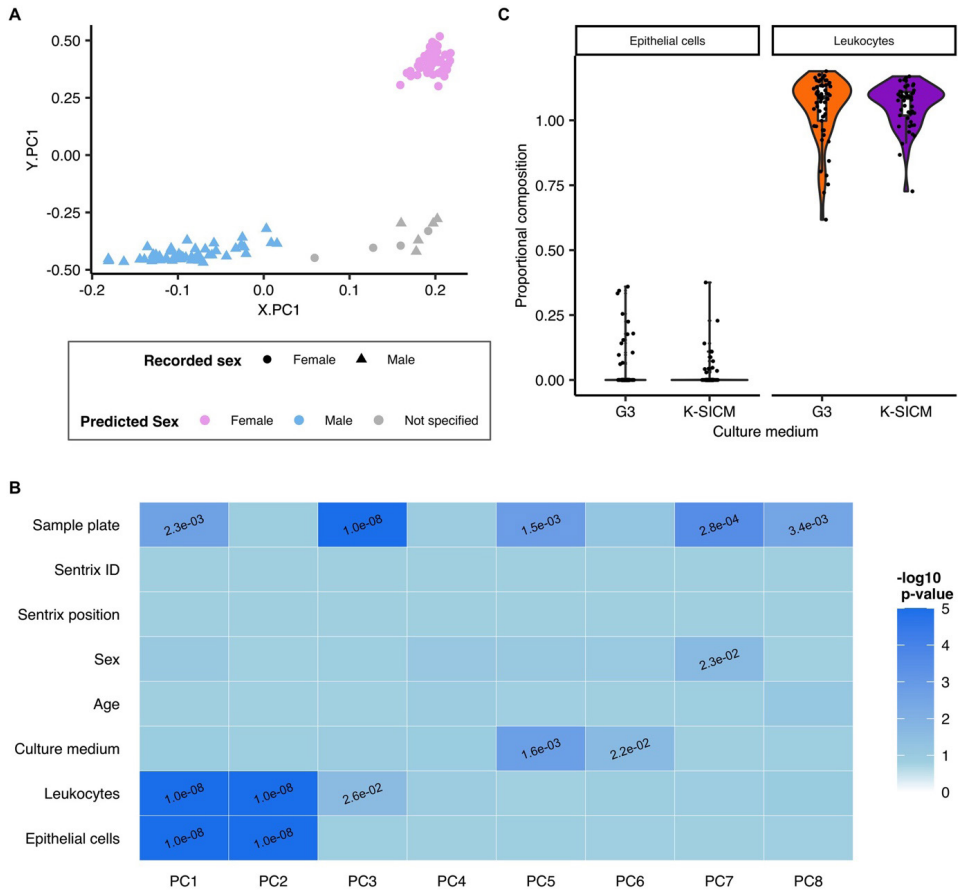 A
0.50
0.25
0.00
-0.25
-0.50
Y.PC1
-0.2 -0.1 0.0 0.1 0.2
X.PC1
Recorded sex Female Male
Predicted Sex Female Male Not specified
C
Epithelial cells Leukocytes
1.00
0.75
0.50
0.25
0.00
Proportional composition
G3 K-SICM G3 K-SICM
Culture medium
B
Sample plate 2.3e-03 1.0e-08 1.5e-03 2.8e-04 3.4e-03
Sentrix ID
Sentrix position
Sex 2.3e-02
Age
Culture medium 1.6e-03 2.2e-02
Leukocytes 1.0e-08 1.0e-08 2.6e-02
Epithelial cells 1.0e-08 1.0e-08
PC1 PC2 PC3 PC4 PC5 PC6 PC7 PC8
-log10
p-value
5
4
3
2
1
0